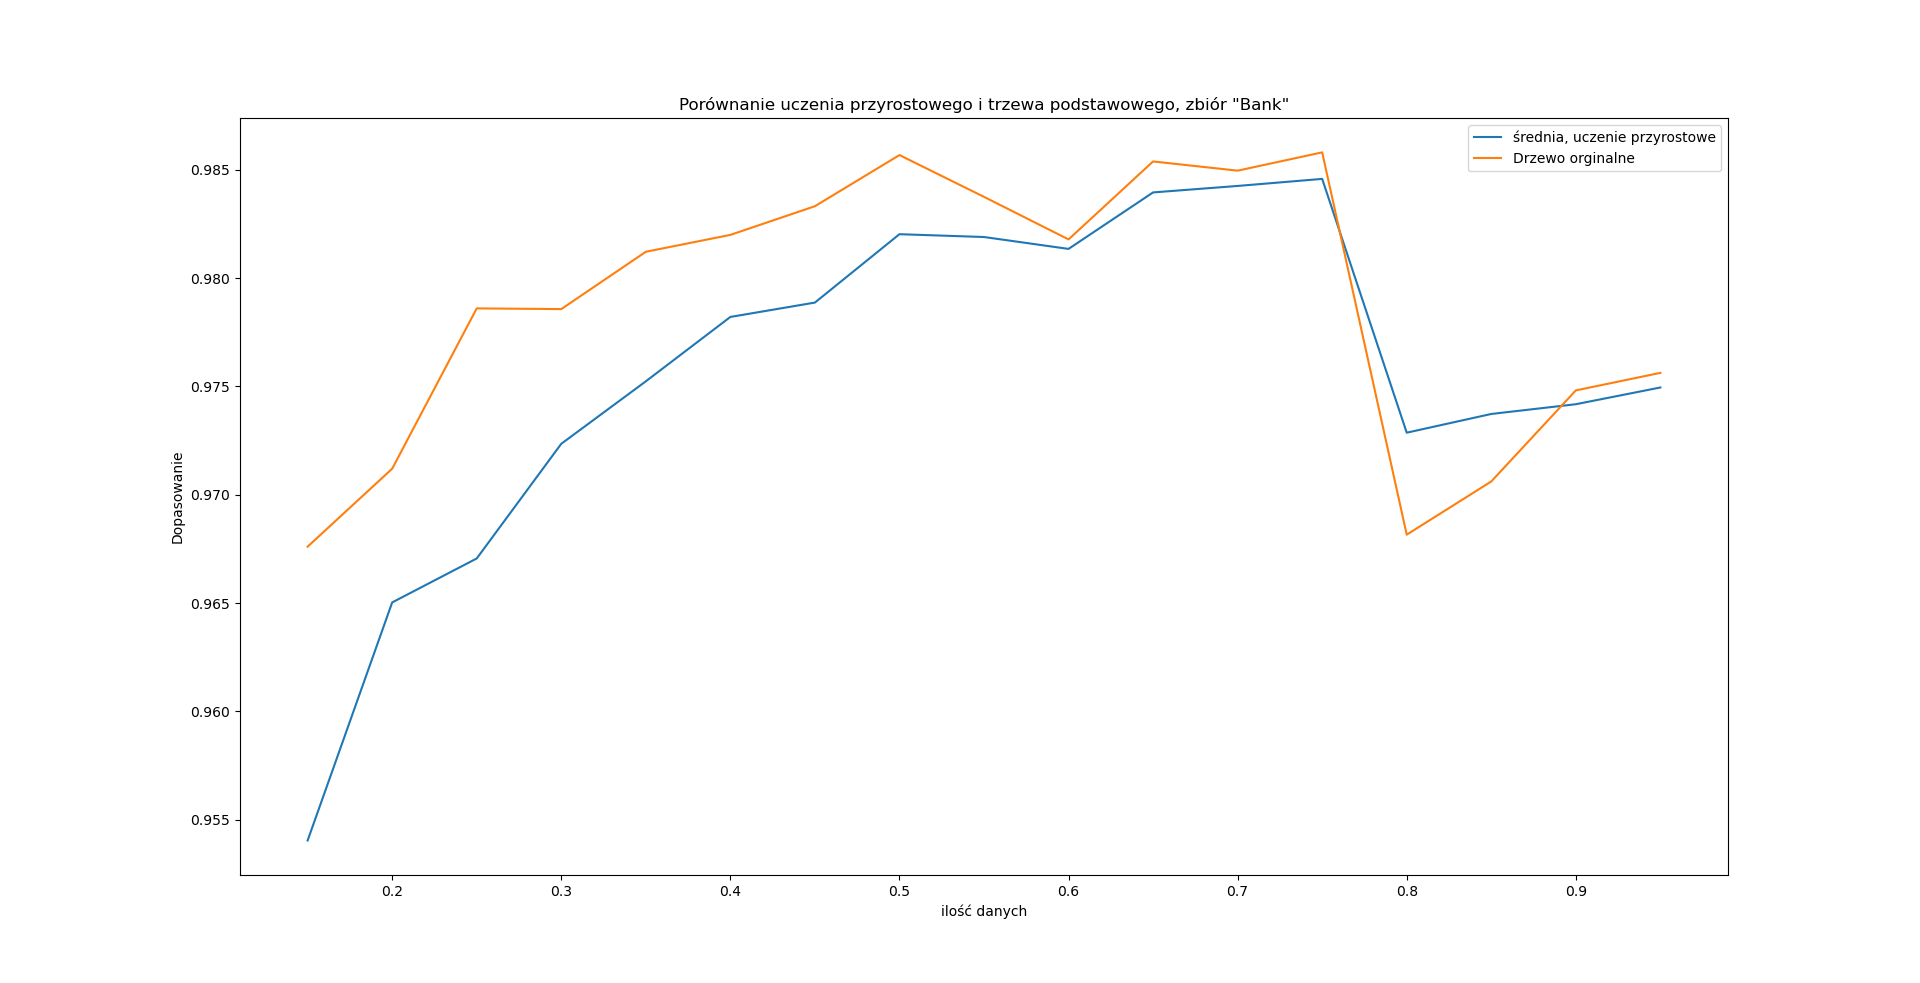 Porównanie uczenia przyrostowego i trzewa podstawowego, zbiór "Bank"
średnia, uczenie przyrostowe
Drzewo orginalne
0.985
0.980
0.975
0.970
0.965
0.960
0.955
Dopasowanie
0.2 0.3 0.4 0.5 0.6 0.7 0.8 0.9
ilość danych